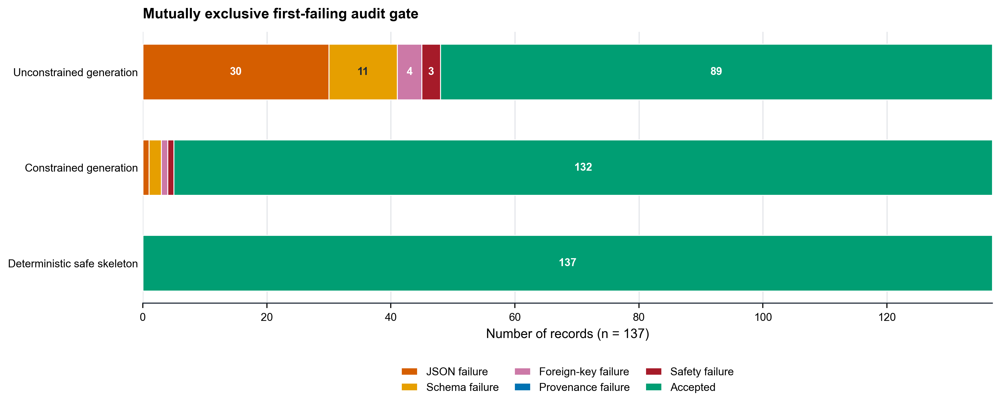 Mutually exclusive first-failing audit gate
Unconstrained generation
30
11
4
3
89
Constrained generation
132
Deterministic safe skeleton
137
0
20
40
60
80
100
120
Number of records (n = 137)
JSON failure
Foreign-key failure
Safety failure
Schema failure
Provenance failure
Accepted